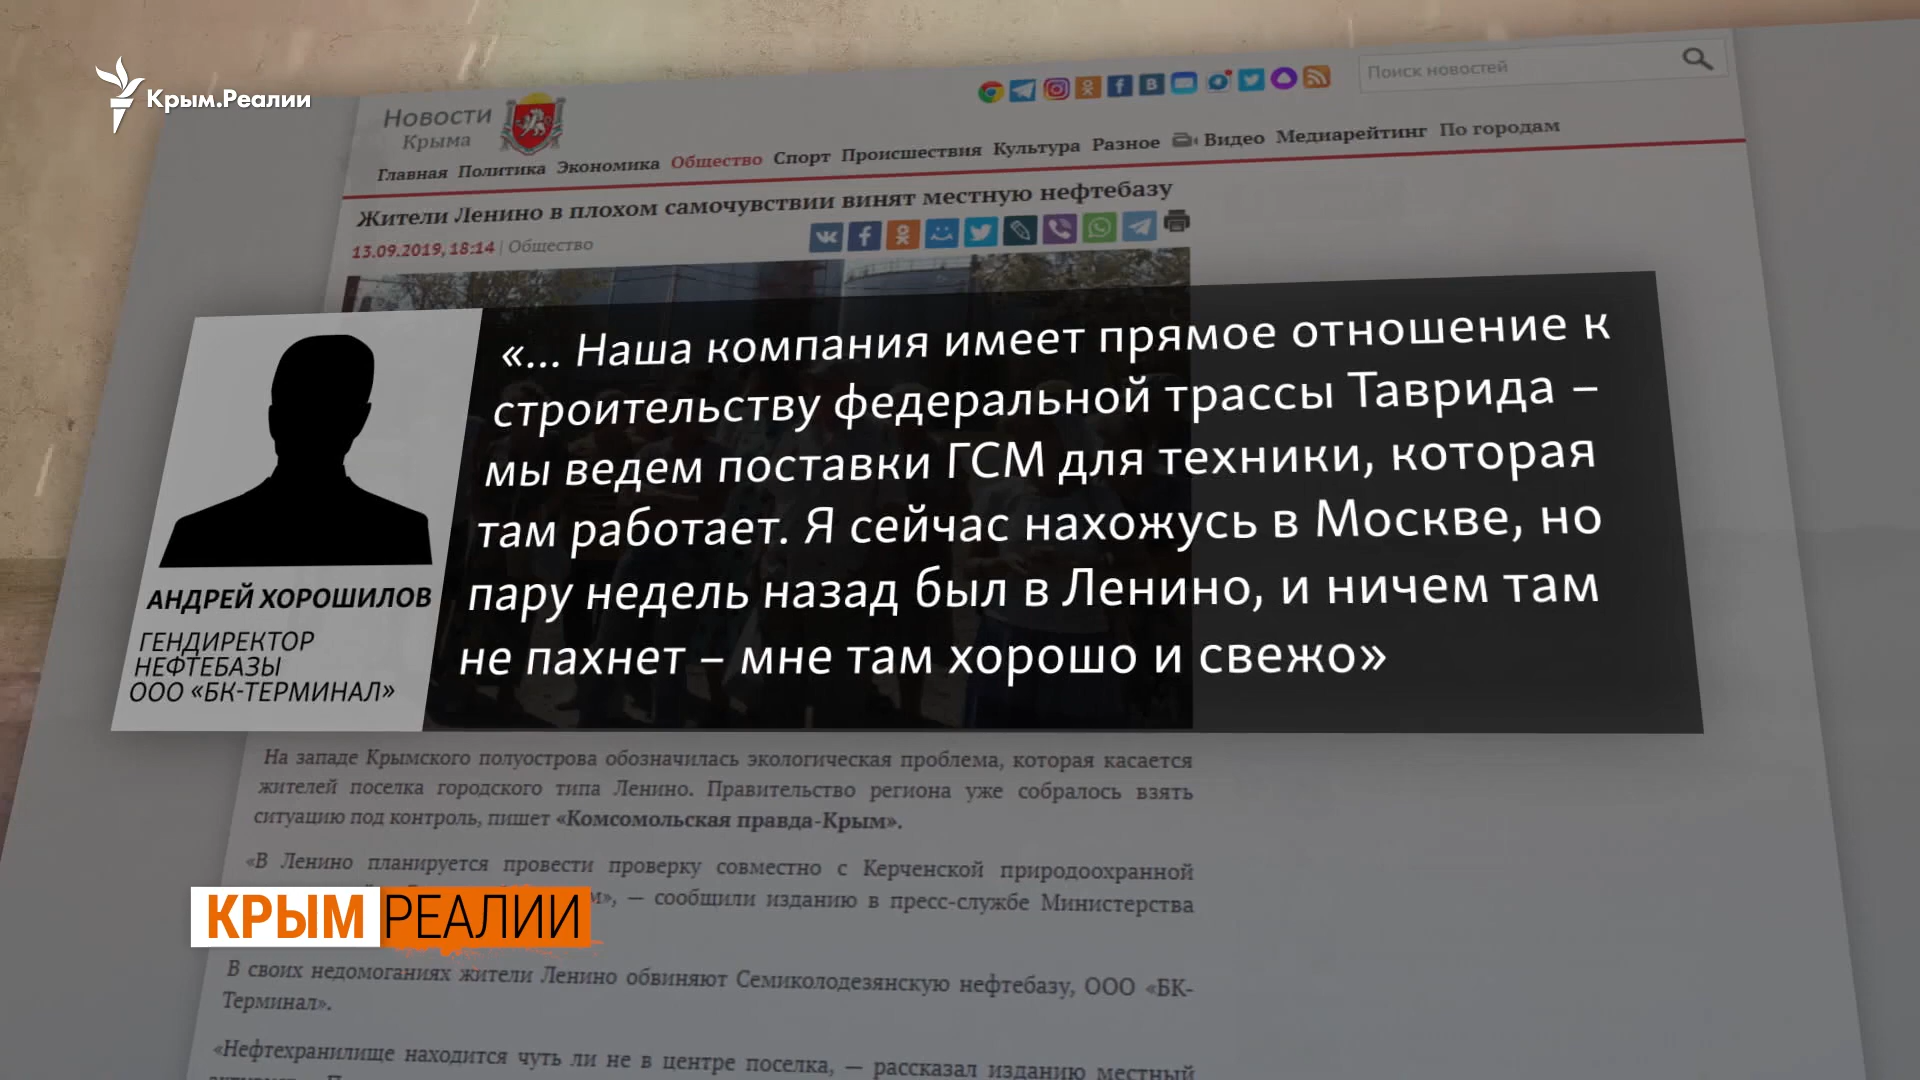 Крым.Реалии
Новости
Крыма
Поиск новостей
Главная Политика Экономика Общество Спорт Происшествия Культура Разное Видео Медиарейтинг По городам
Жители Ленино в плохом самочувствии винят местную нефтебазу
13.09.2019, 18:14 | Общество
«... Наша компания имеет прямое отношение к
строительству федеральной трассы Таврида –
мы ведем поставки ГСМ для техники, которая
там работает. Я сейчас нахожусь в Москве, но
пару недель назад был в Ленино, и ничем там
не пахнет – мне там хорошо и свежо»
АНДРЕЙ ХОРОШИЛОВ
ГЕНДИРЕКТОР
НЕФТЕБАЗЫ
ООО «БК-ТЕРМИНАЛ»
На западе Крымского полуострова обозначилась экологическая проблема, которая касается
жителей поселка городского типа Ленино. Правительство региона уже собралось взять
ситуацию под контроль, пишет «Комсомольская правда-Крым».
«В Ленино планируется провести проверку совместно с Керченской природоохранной
м», — сообщили изданию в пресс-службе Министерства
КРЫМ РЕАЛИИ
В своих недомоганиях жители Ленино обвиняют Семиколодезянскую нефтебазу, ООО «БК-
Терминал».
«Нефтехранилище находится чуть ли не в центре поселка, — рассказал изданию местный